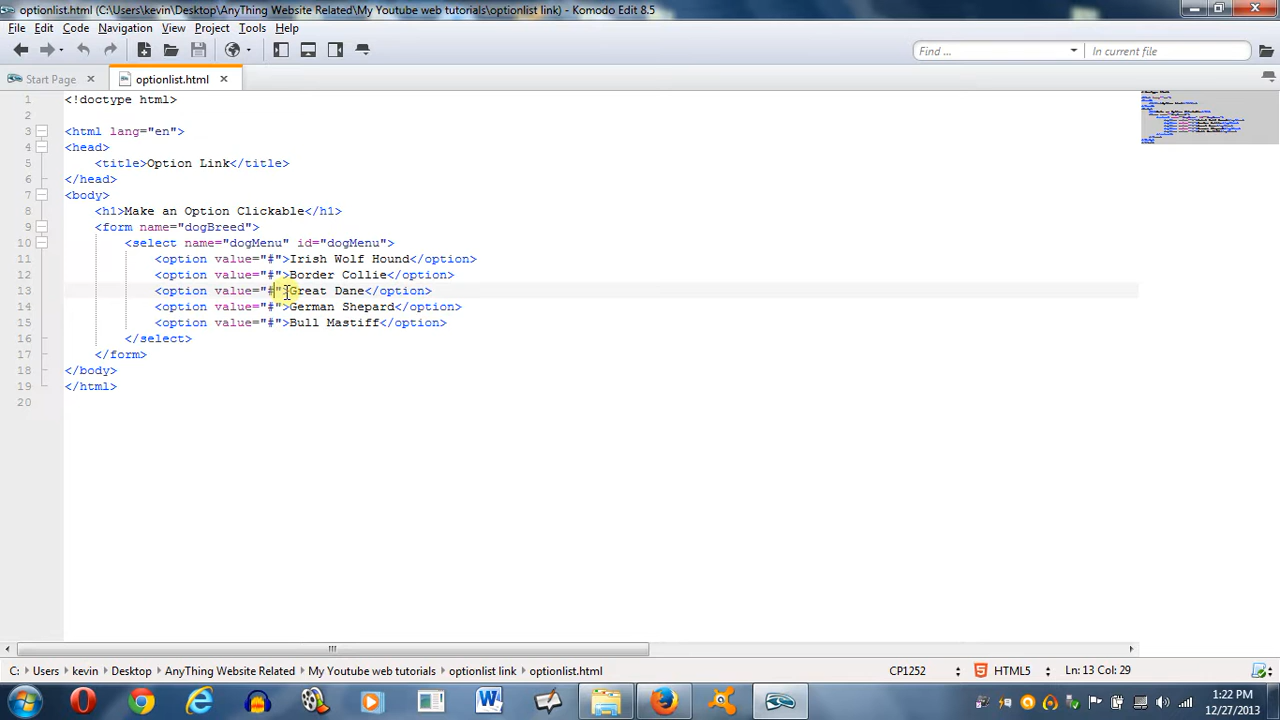 optionlist.html (C:\Users\kevin\Desktop\AnyThing Website Related\My Youtube web tutorials\optionlist link) - Komodo Edit 8.5
File Edit Code Navigation View Project Tools Help
Find ... In current file
Start Page optionlist.html
1 <!doctype html>
2
3 <html lang="en">
4 <head>
5 <title>Option Link</title>
6 </head>
7 <body>
8 <h1>Make an Option Clickable</h1>
9 <form name="dogBreed">
10 <select name="dogMenu" id="dogMenu">
11 <option value="#">Irish Wolf Hound</option>
12 <option value="#">Border Collie</option>
13 <option value="#">Great Dane</option>
14 <option value="#">German Shepard</option>
15 <option value="#">Bull Mastiff</option>
16 </select>
17 </form>
18 </body>
19 </html>
20
C: Users kevin Desktop AnyThing Website Related My Youtube web tutorials optionlist link optionlist.html CP1252 HTML5 Ln: 13 Col: 29
1:22 PM
12/27/2013